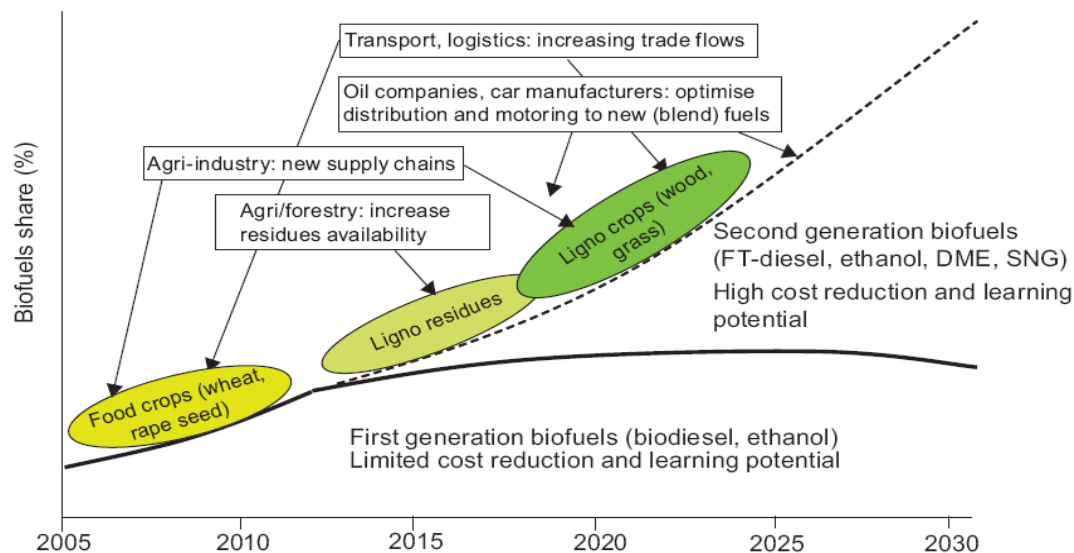 Transport, logistics: increasing trade flows
Oil companies, car manufacturers: optimise
distribution and motoring to new (blend) fuels
Agri-industry: new supply chains
Agri/forestry: increase
residues availability
Ligno crops (wood,
grass)
Ligno residues
Food crops (wheat,
rape seed)
Second generation biofuels
(FT-diesel, ethanol, DME, SNG)
High cost reduction and learning
potential
First generation biofuels (biodiesel, ethanol)
Limited cost reduction and learning potential
Biofuels share (%)
2005 2010 2015 2020 2025 2030